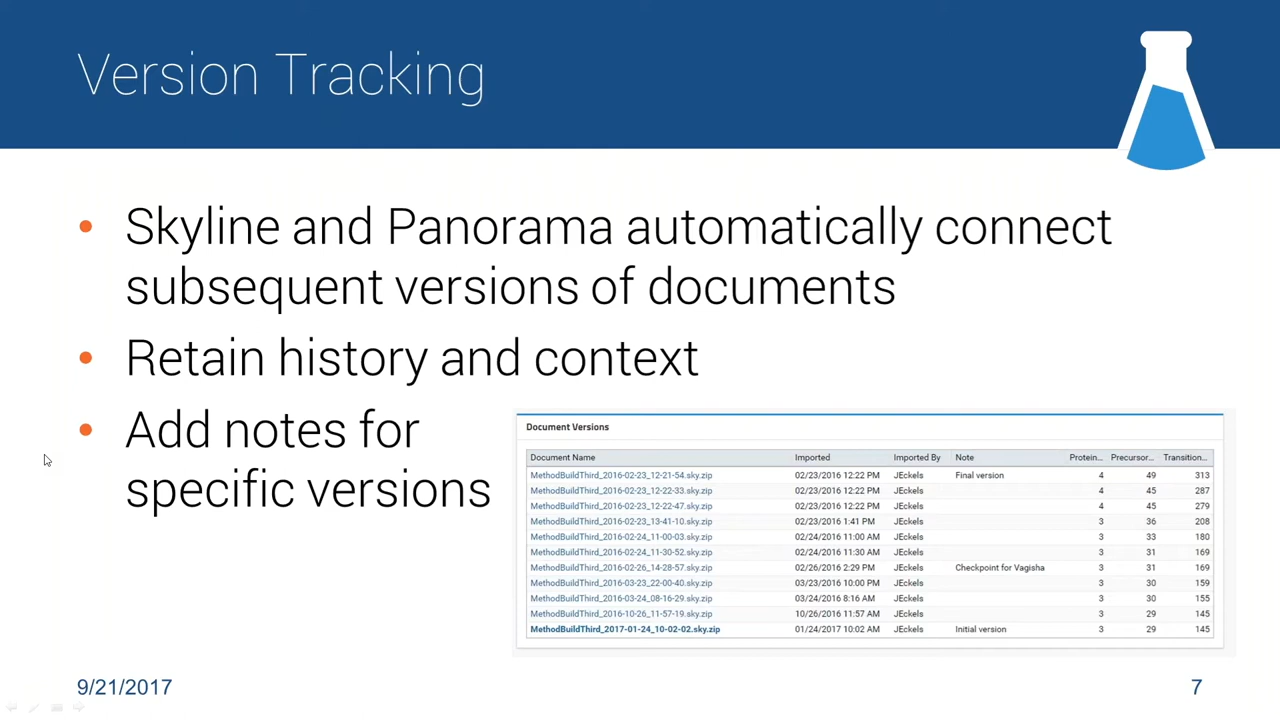 Version Tracking
• Skyline and Panorama automatically connect
subsequent versions of documents
• Retain history and context
• Add notes for
specific versions
Document Versions
Document Name Imported Imported By Note Protein... Precursor... Transition...
MethodBuildThird_2016-02-23_12-21-54.sky.zip 02/23/2016 12:22 PM JEckels Final version 4 49 313
MethodBuildThird_2016-02-23_12-22-33.sky.zip 02/23/2016 12:22 PM JEckels 4 45 287
MethodBuildThird_2016-02-23_12-22-47.sky.zip 02/23/2016 12:22 PM JEckels 4 45 279
MethodBuildThird_2016-02-23_13-41-10.sky.zip 02/23/2016 1:41 PM JEckels 3 36 208
MethodBuildThird_2016-02-24_11-00-03.sky.zip 02/24/2016 11:00 AM JEckels 3 33 180
MethodBuildThird_2016-02-24_11-30-52.sky.zip 02/24/2016 11:30 AM JEckels 3 31 169
MethodBuildThird_2016-02-26_14-28-57.sky.zip 02/26/2016 2:29 PM JEckels Checkpoint for Vagisha 3 31 169
MethodBuildThird_2016-03-23_22-00-40.sky.zip 03/23/2016 10:00 PM JEckels 3 30 159
MethodBuildThird_2016-03-24_08-16-29.sky.zip 03/24/2016 8:16 AM JEckels 3 30 155
MethodBuildThird_2016-10-26_11-57-19.sky.zip 10/26/2016 11:57 AM JEckels 3 29 145
MethodBuildThird_2017-01-24_10-02-02.sky.zip 01/24/2017 10:02 AM JEckels Initial version 3 29 145
9/21/2017 7